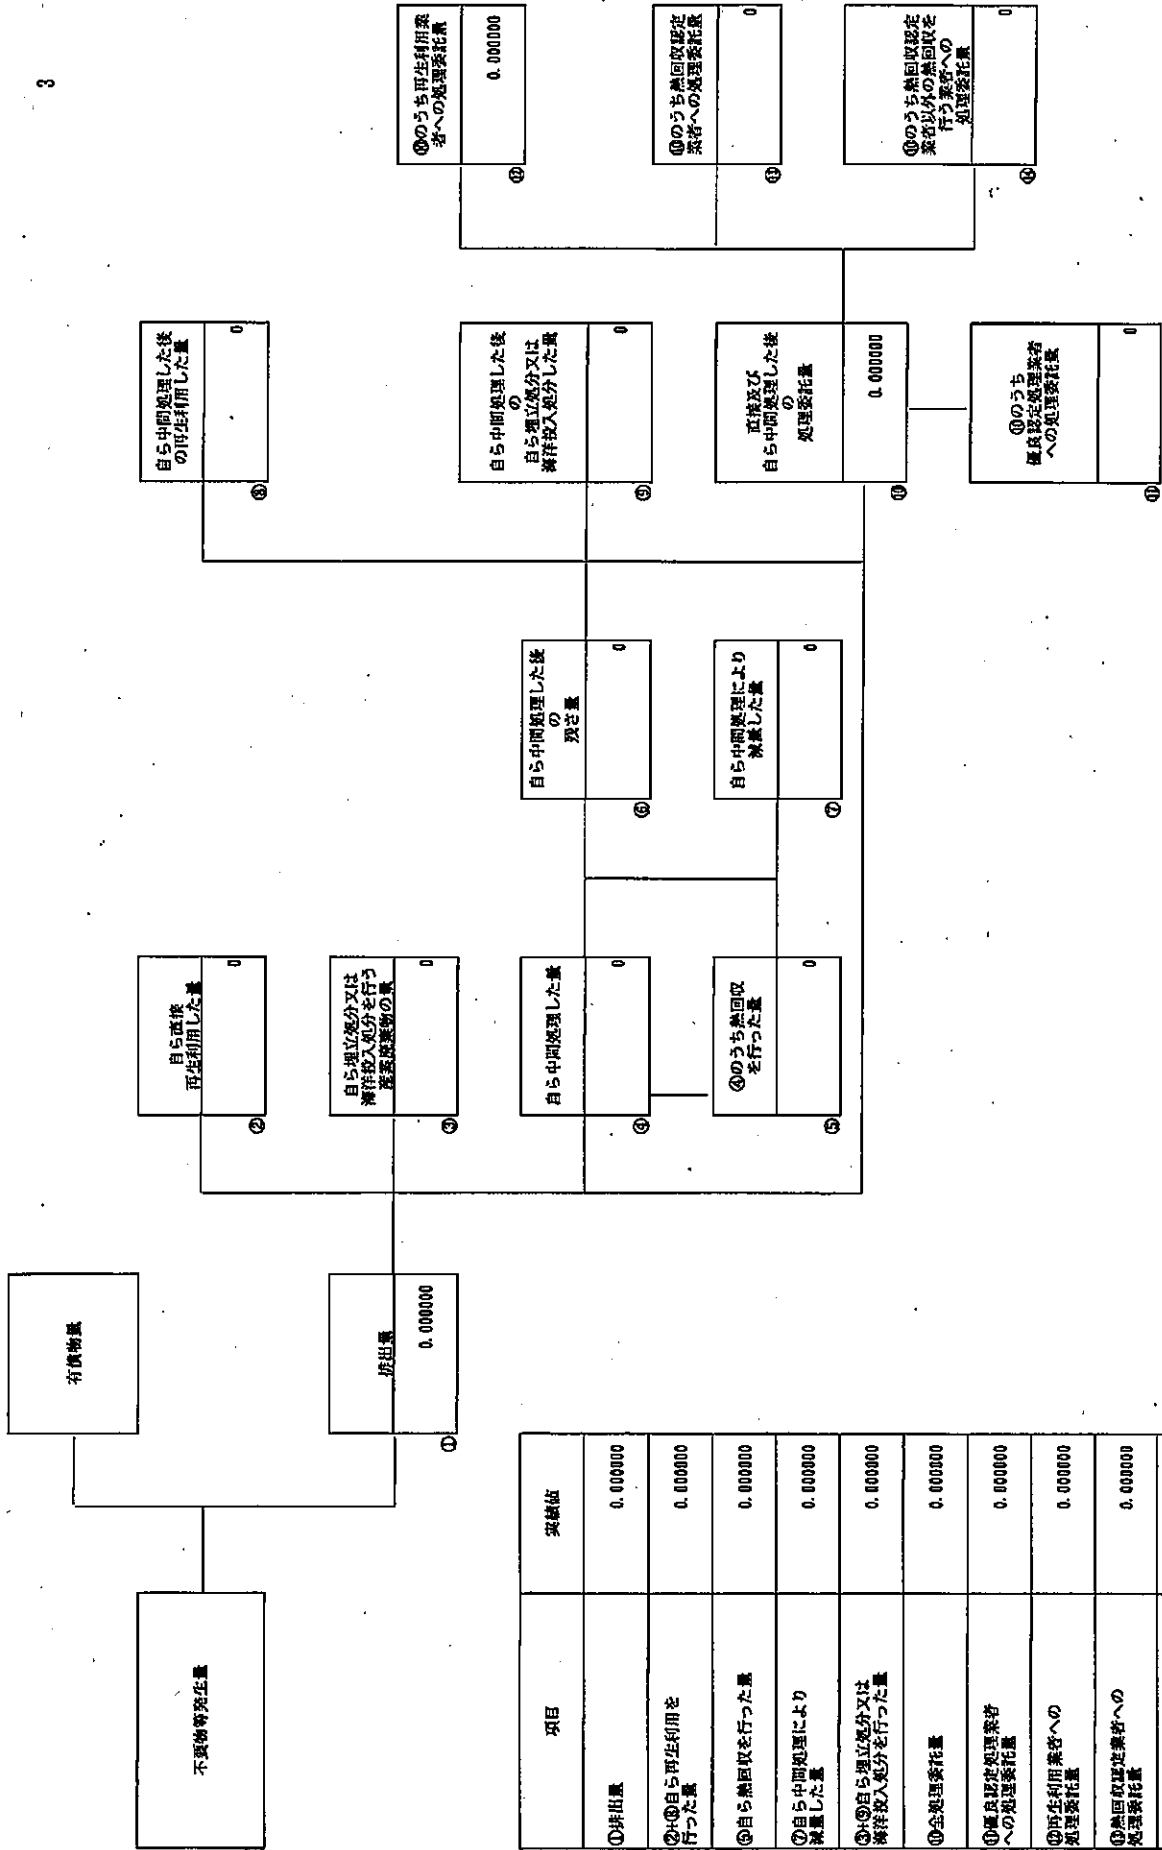 3
不要物等発生量
有償物量
排出量
0.000000
①
自ら直接
再生利用した量
0
②
自ら埋立処分又は
海洋投入処分を行う
産業廃棄物の量
0
③
自ら中間処理した量
0
④
④のうち熱回収
を行った量
0
⑤
自ら中間処理した後
の
残さ量
0
⑥
自ら中間処理により
減量した量
0
⑦
自ら中間処理した後
の再生利用した量
0
⑧
自ら中間処理した後
の
自ら埋立処分又は
海洋投入処分した量
0
⑨
直接及び
自ら中間処理した後
の
処理委託量
0.000000
⑩
⑩のうち
優良認定処理業者
への処理委託量
0
⑪
⑩のうち再生利用業
者への処理委託量
0.000000
⑫
⑩のうち熱回収認定
業者への処理委託量
0
⑬
⑩のうち熱回収認定
業者以外の熱回収を
行う業者への
処理委託量
0
⑭
項目
実績値
①排出量
0.000000
②+⑧自ら再生利用を
行った量
0.000000
⑤自ら熱回収を行った量
0.000000
⑦自ら中間処理により
減量した量
0.000000
③+⑨自ら埋立処分又は
海洋投入処分を行った量
0.000000
⑩全処理委託量
0.000000
⑪優良認定処理業者
への処理委託量
0.000000
⑫再生利用業者への
処理委託量
0.000000
⑬熱回収認定業者への
処理委託量
0.000000